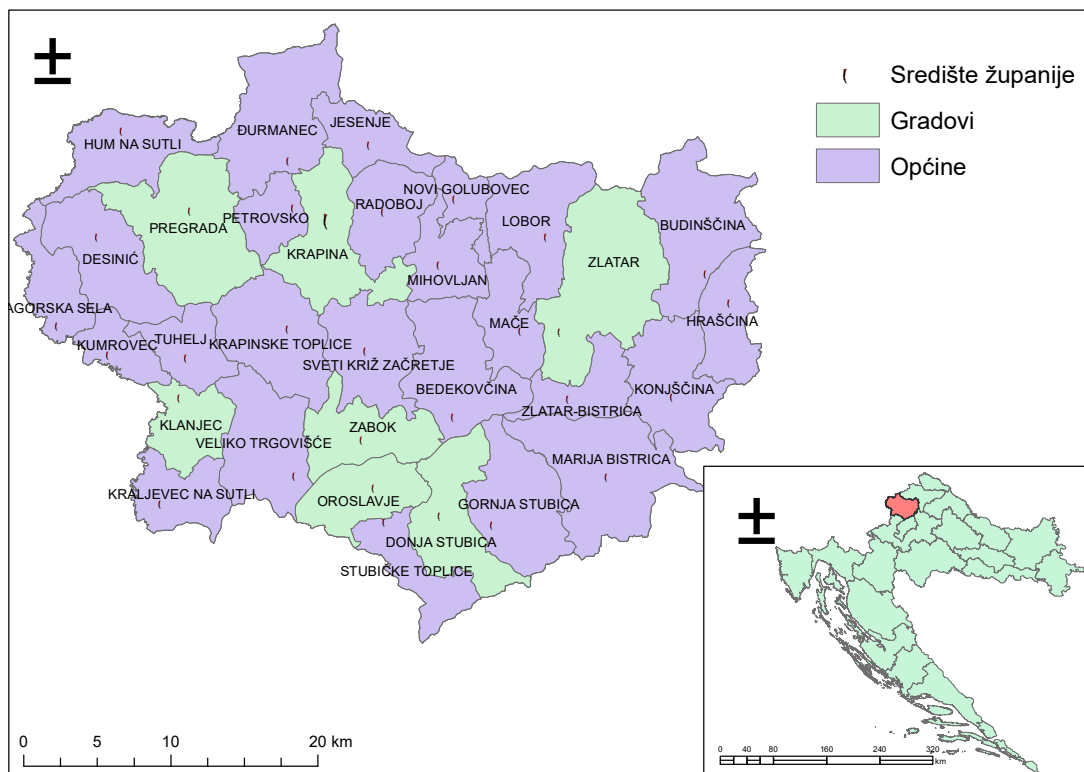 ±
Središte županije
Gradovi
Općine
ĐURMANEC
JESENJE
HUM NA SUTLI
NOVI GOLUBOVEC
RADOBOJ
PETROVSKO
PREGRADA
LOBOR
BUDINŠČINA
KRAPINA
DESINIĆ
ZLATAR
MIHOVLJAN
AGORSKA SELA
HRAŠĆINA
MAČE
TUHELJ
KUMROVEC
KRAPINSKE TOPLICE
SVETI KRIŽ ZAČRETJE
BEDEKOVČINA
KONJŠČINA
ZLATAR-BISTRICA
KLANJEC
ZABOK
VELIKO TRGOVIŠĆE
MARIJA BISTRICA
KRALJEVEC NA SUTLI
OROSLAVJE
GORNJA STUBICA
DONJA STUBICA
STUBIČKE TOPLICE
±
0 5 10 20 km
0 40 80 160 240 320
km